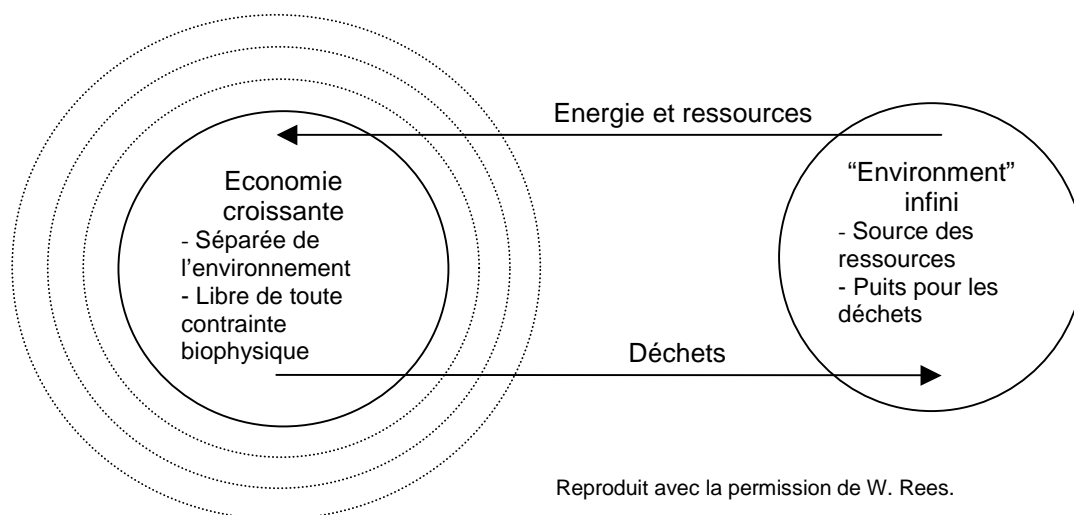 Energie et ressources
Economie
croissante
- Séparée de
l’environnement
- Libre de toute
contrainte
biophysique
“Environment”
infini
- Source des
ressources
- Puits pour les
déchets
Déchets
Reproduit avec la permission de W. Rees.